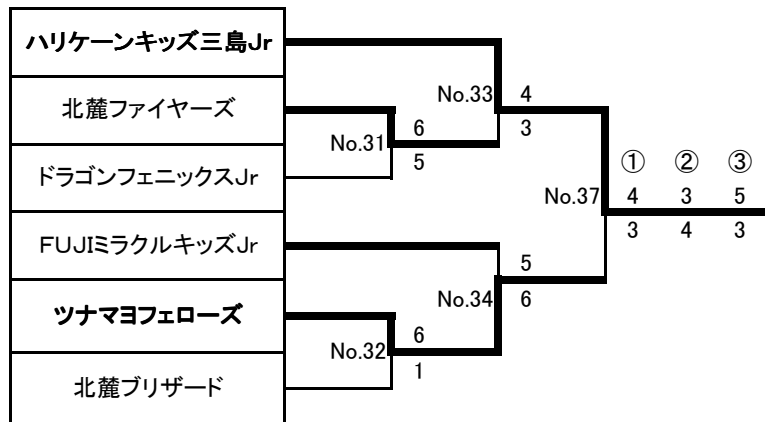 ハリケーンキッズ三島Jr
北麓ファイヤーズ
ドラゴンフェニックスJr
FUJIミラクルキッズJr
ツナマヨフェローズ
北麓ブリザード
No.31
6
5
No.32
6
1
No.33
4
3
No.34
5
6
No.37
① ② ③
4 3 5
3 4 3